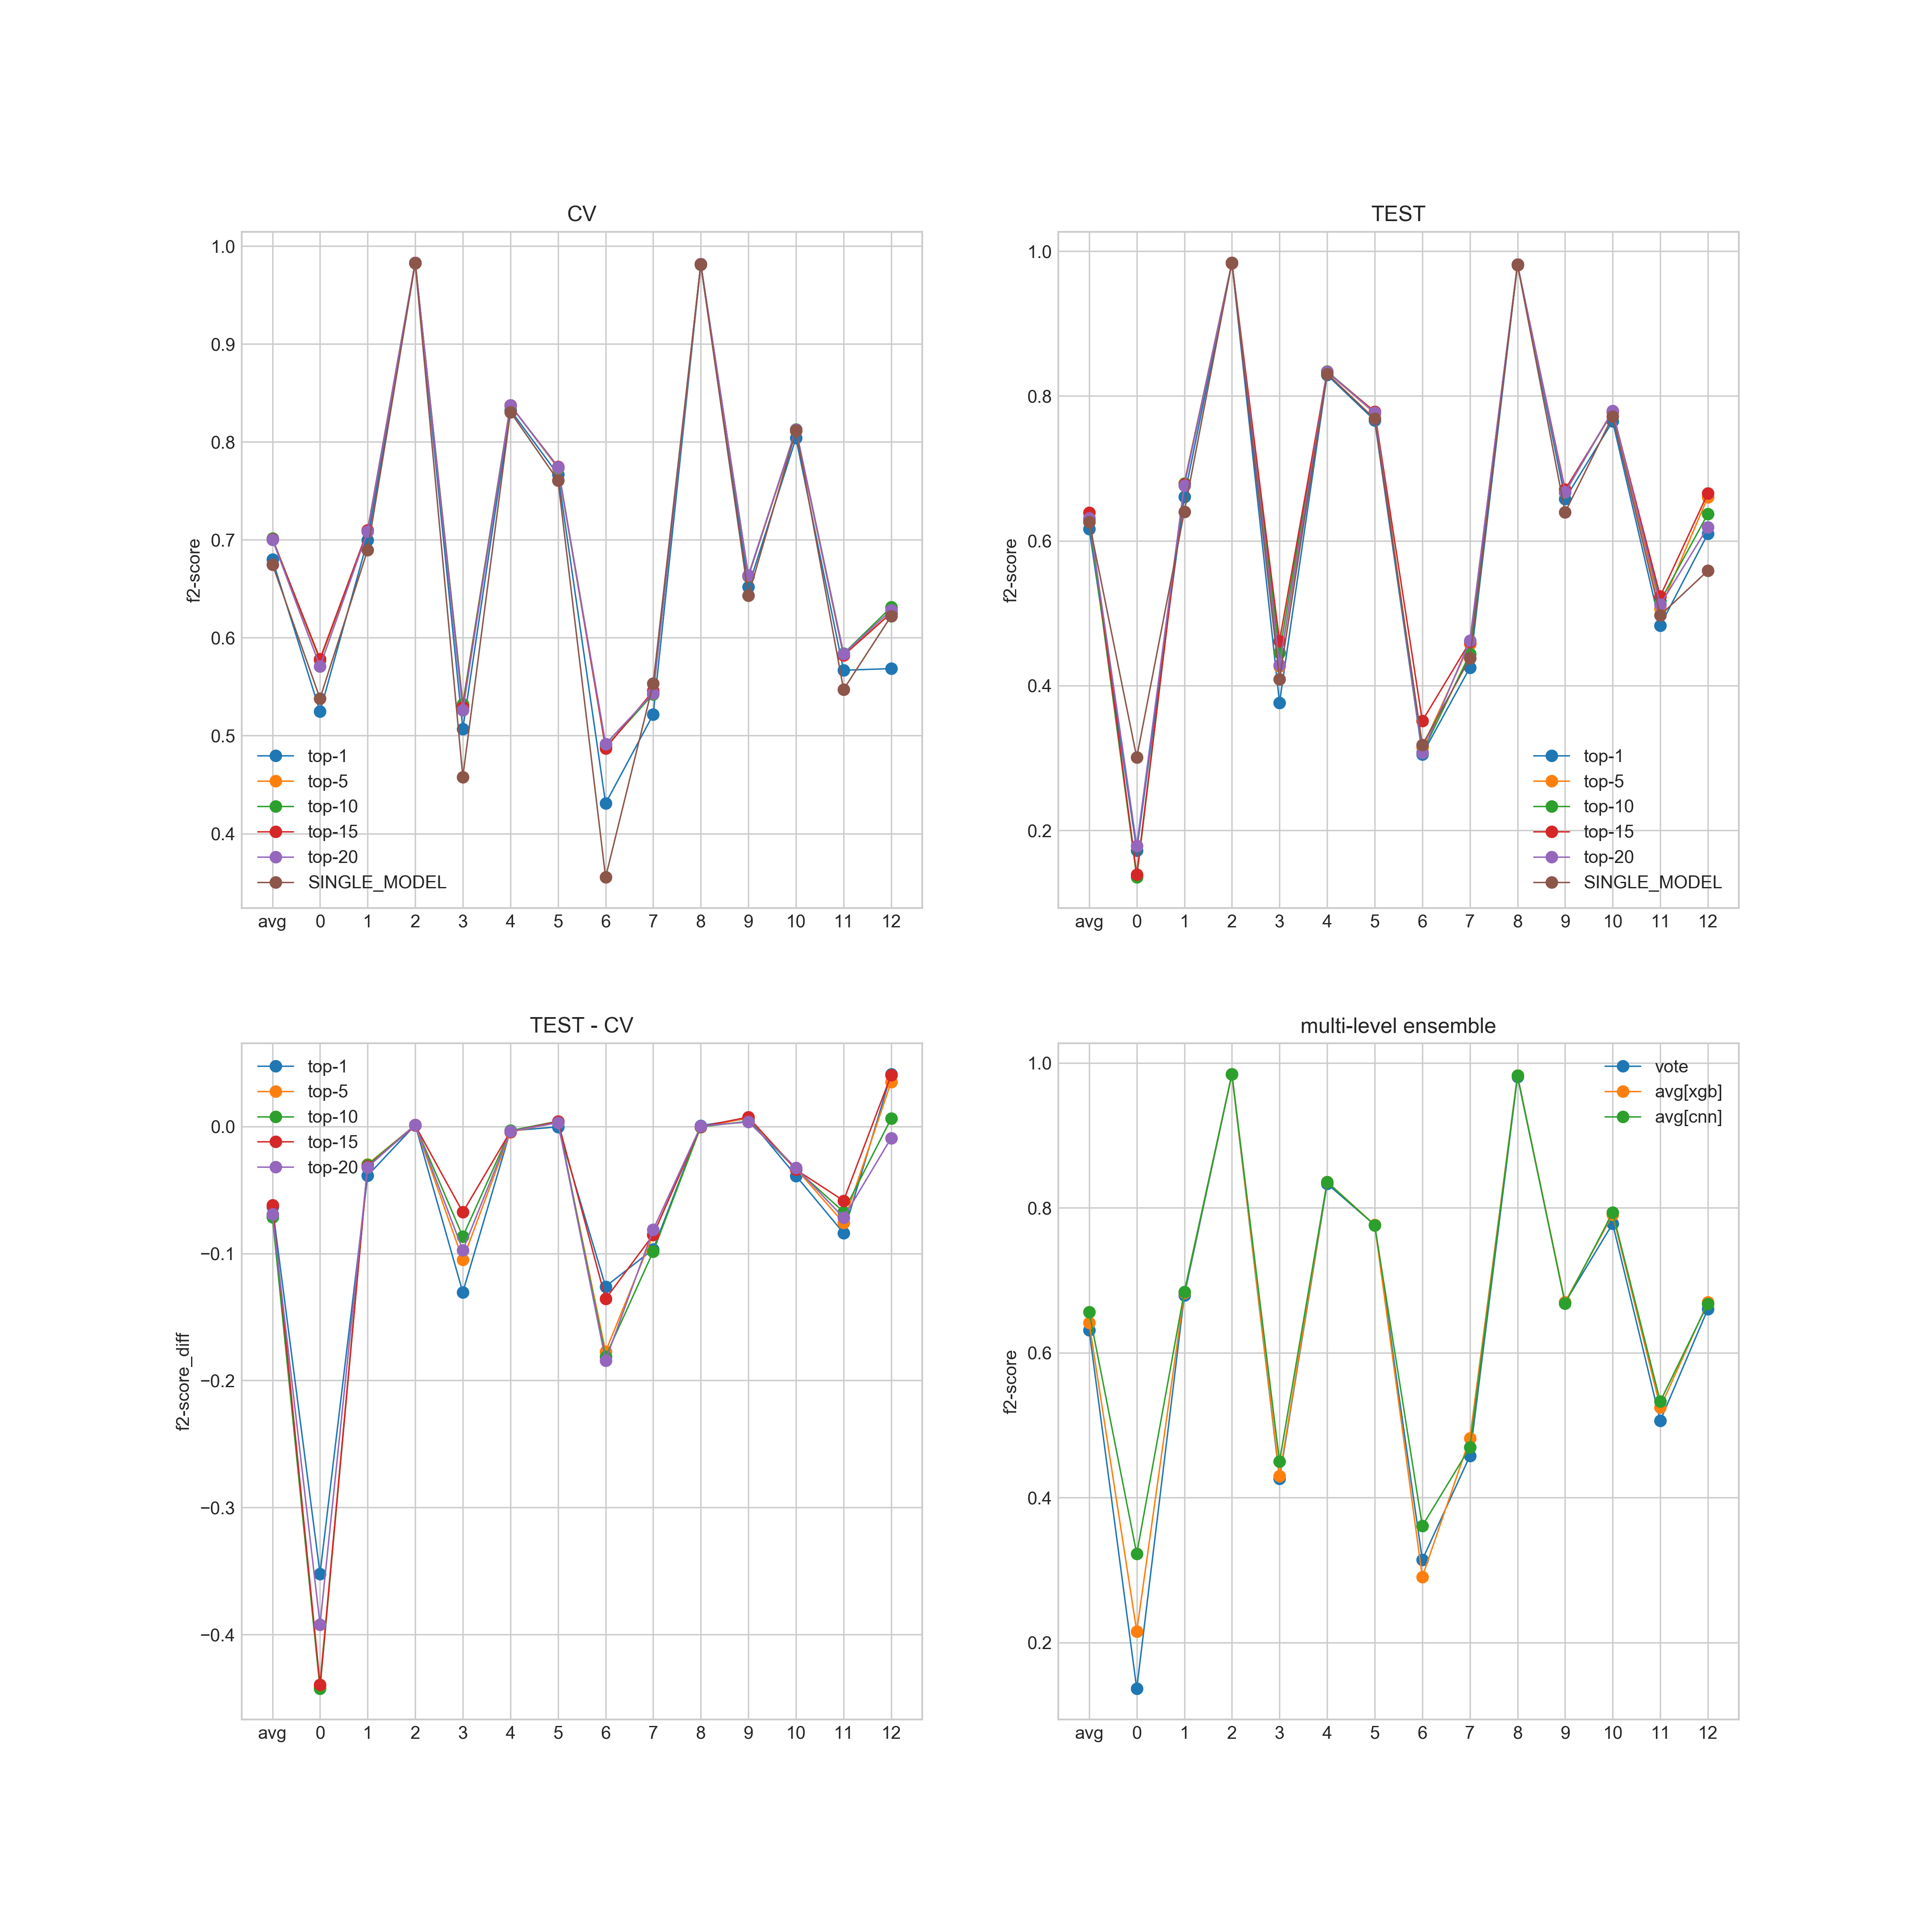 CV
1.0
0.9
0.8
0.7
0.6
0.5
0.4
f2-score
top-1
top-5
top-10
top-15
top-20
SINGLE_MODEL
avg 0 1 2 3 4 5 6 7 8 9 10 11 12
TEST
1.0
0.8
0.6
0.4
0.2
f2-score
top-1
top-5
top-10
top-15
top-20
SINGLE_MODEL
avg 0 1 2 3 4 5 6 7 8 9 10 11 12
TEST - CV
0.0
−0.1
−0.2
−0.3
−0.4
f2-score_diff
top-1
top-5
top-10
top-15
top-20
avg 0 1 2 3 4 5 6 7 8 9 10 11 12
multi-level ensemble
1.0
0.8
0.6
0.4
0.2
f2-score
vote
avg[xgb]
avg[cnn]
avg 0 1 2 3 4 5 6 7 8 9 10 11 12